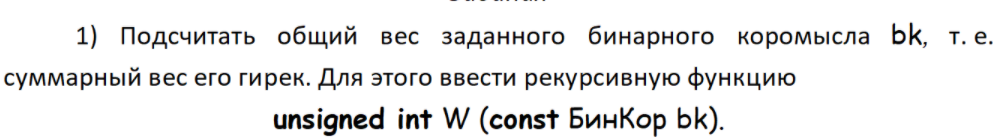 1) Подсчитать общий вес заданного бинарного коромысла bk, т. е.
суммарный вес его гирек. Для этого ввести рекурсивную функцию
unsigned int W (const БинКор bk).